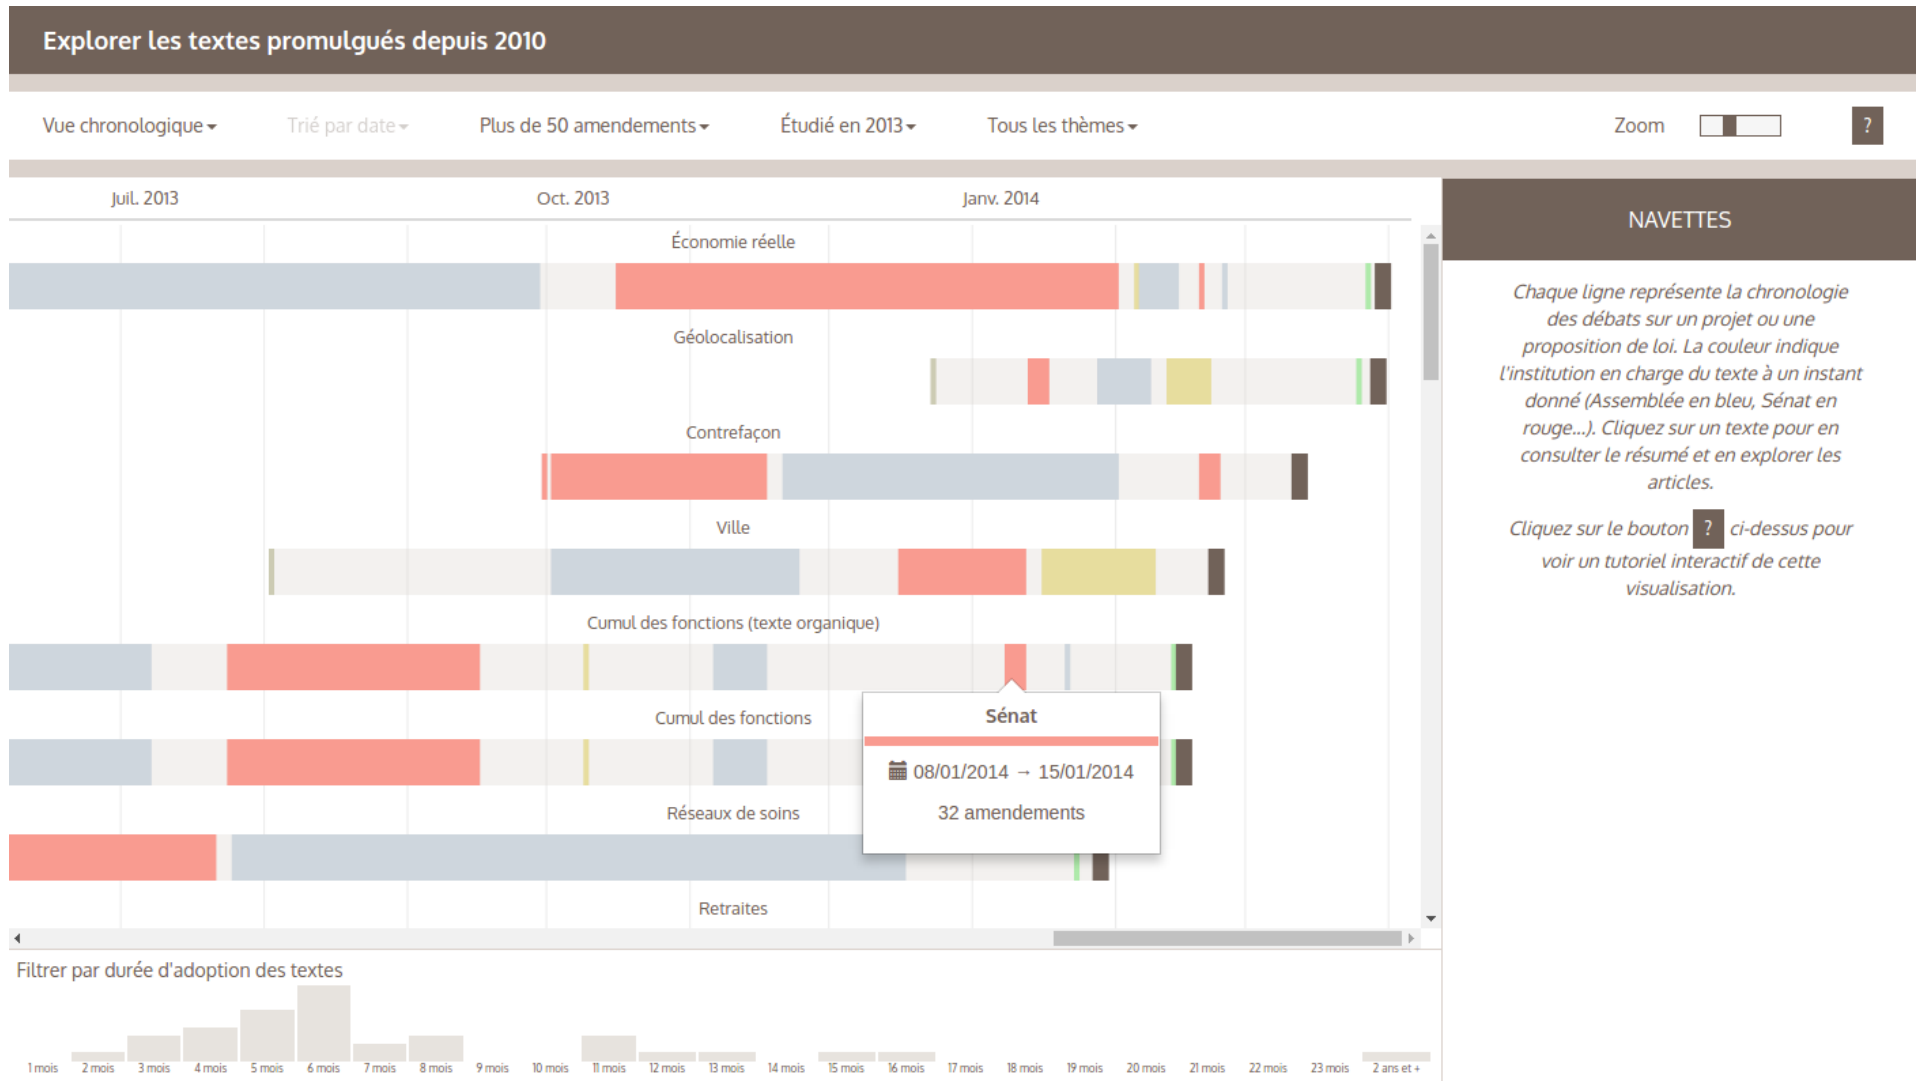 Explorer les textes promulgués depuis 2010
Vue chronologique Trié par date Plus de 50 amendements Étudié en 2013 Tous les thèmes Zoom ?
Juil. 2013 Oct. 2013 Janv. 2014
Économie réelle
Géolocalisation
Contrefaçon
Ville
Cumul des fonctions (texte organique)
Cumul des fonctions
Réseaux de soins
Retraites
Sénat
08/01/2014 → 15/01/2014
32 amendements
NAVETTES
Chaque ligne représente la chronologie
des débats sur un projet ou une
proposition de loi. La couleur indique
l'institution en charge du texte à un instant
donné (Assemblée en bleu, Sénat en
rouge...). Cliquez sur un texte pour en
consulter le résumé et en explorer les
articles.
Cliquez sur le bouton ? ci-dessus pour
voir un tutoriel interactif de cette
visualisation.
Filtrer par durée d'adoption des textes
1 mois 2 mois 3 mois 4 mois 5 mois 6 mois 7 mois 8 mois 9 mois 10 mois 11 mois 12 mois 13 mois 14 mois 15 mois 16 mois 17 mois 18 mois 19 mois 20 mois 21 mois 22 mois 23 mois 2 ans et +